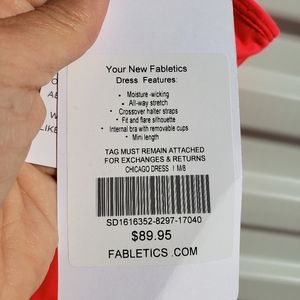 Your New Fabletics
Dress Features:
• Moisture-wicking
• All-way stretch
• Crossover halter straps
• Fit and flare silhouette
• Internal bra with removable cups
• Mini length
TAG MUST REMAIN ATTACHED
FOR EXCHANGES & RETURNS
CHICAGO DRESS I M/8
SD1616352-8297-17040
$89.95
FABLETICS.COM
LIKE